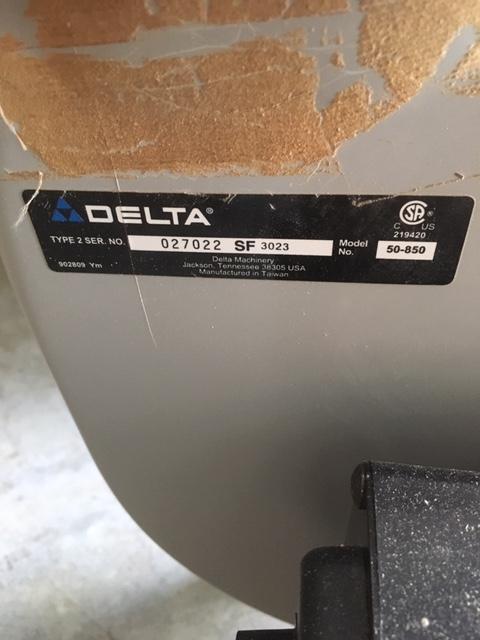 DELTA®
SA®
C US
219420
TYPE 2 SER. NO. 027022 SF 3023
Model No. 50-850
902809 Ym
Delta Machinery
Jackson, Tennessee 38305 USA
Manufactured in Taiwan